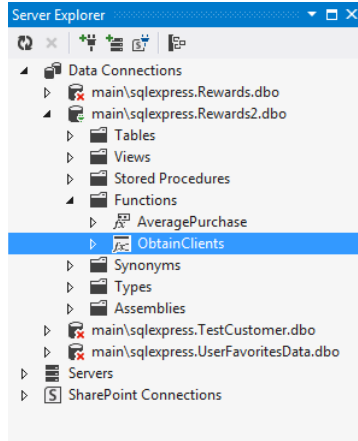 Server Explorer
Data Connections
main\sqlexpress.Rewards.dbo
main\sqlexpress.Rewards2.dbo
Tables
Views
Stored Procedures
Functions
AveragePurchase
ObtainClients
Synonyms
Types
Assemblies
main\sqlexpress.TestCustomer.dbo
main\sqlexpress.UserFavoritesData.dbo
Servers
SharePoint Connections